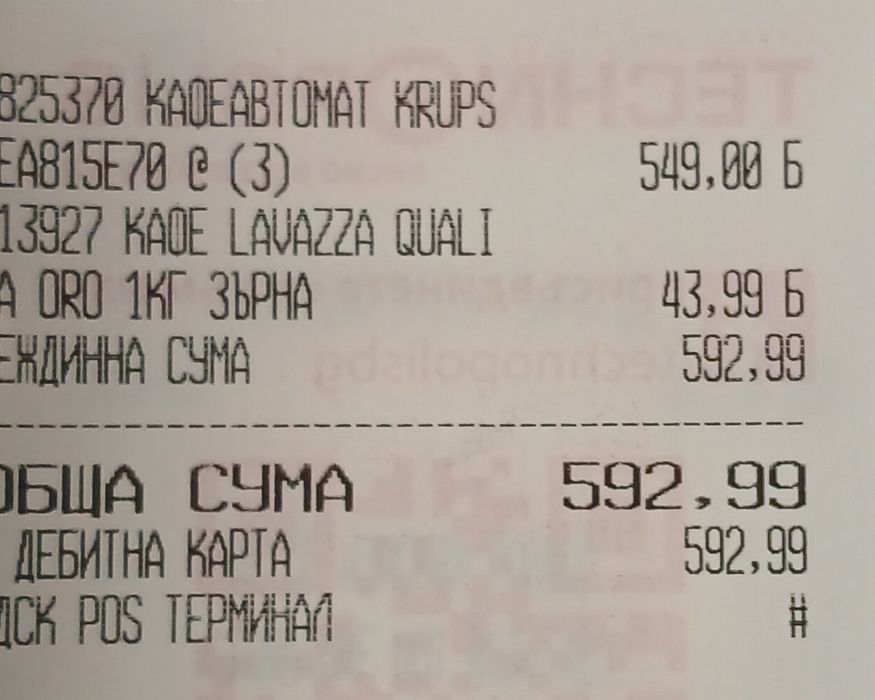 825370 КАФЕАВТОМАТ KRUPS
EA815E70 @ (3) 549,00 Б
13927 КАФЕ LAVAZZA QUALI
A ORO 1КГ ЗЪРНА 43,99 Б
ЕЖДИННА СУМА 592,99
ОБЩА СУМА 592,99
ДЕБИТНА КАРТА 592,99
ДСК POS ТЕРМИНАЛ #